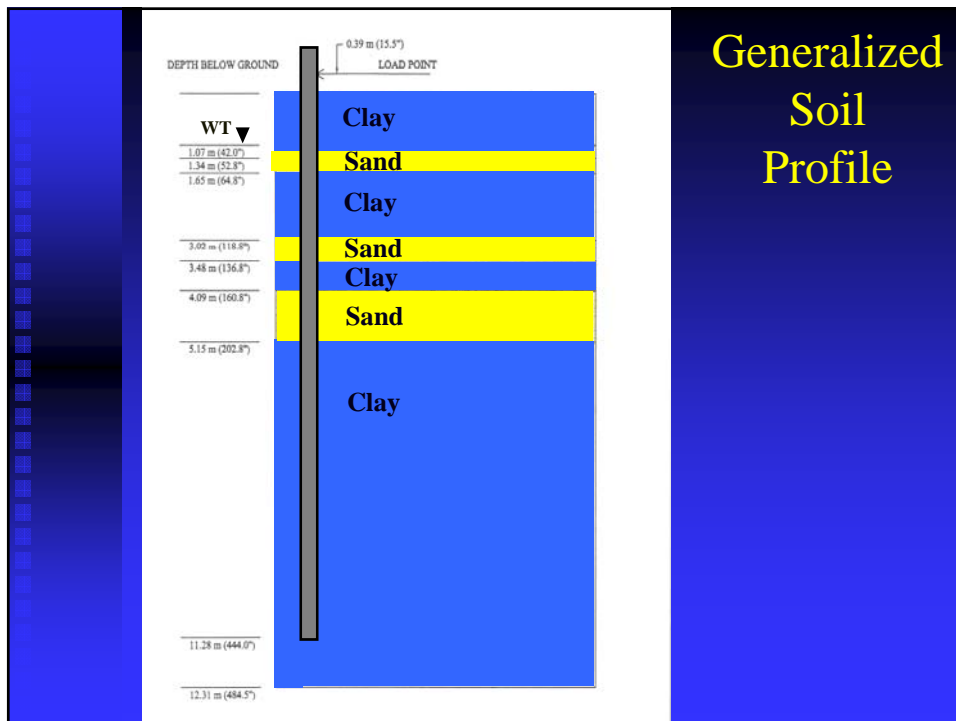 Generalized
Soil
Profile
0.39 m (15.5")
DEPTH BELOW GROUND
LOAD POINT
Clay
WT
1.07 m (42.0")
Sand
1.34 m (52.8")
1.65 m (64.8")
Clay
3.02 m (118.8")
Sand
3.48 m (136.8")
Clay
4.09 m (160.8")
Sand
5.15 m (202.8")
Clay
11.28 m (444.0")
12.31 m (484.5")